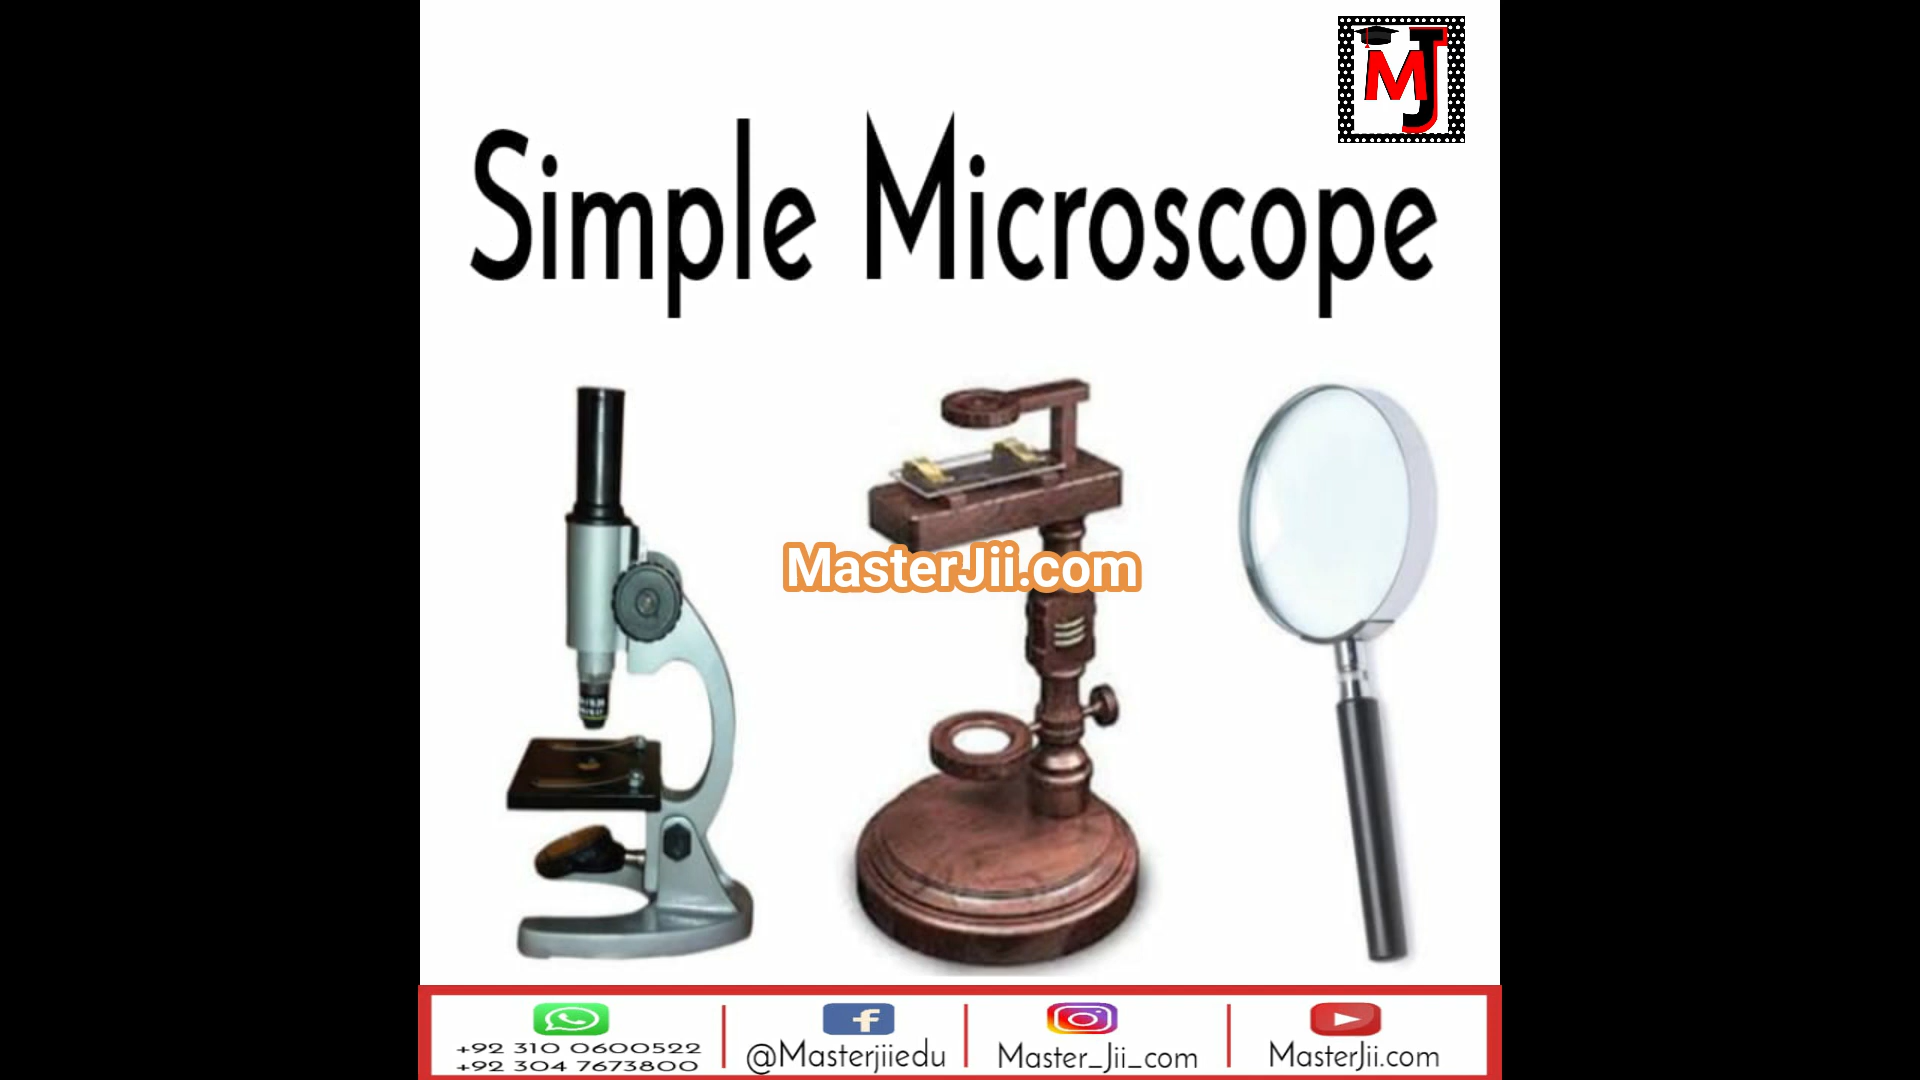 MJ
Simple Microscope
MasterJii.com
+92 310 0600522
+92 304 7673800
@Masterjiiedu
Master_Jii_com
MasterJii.com